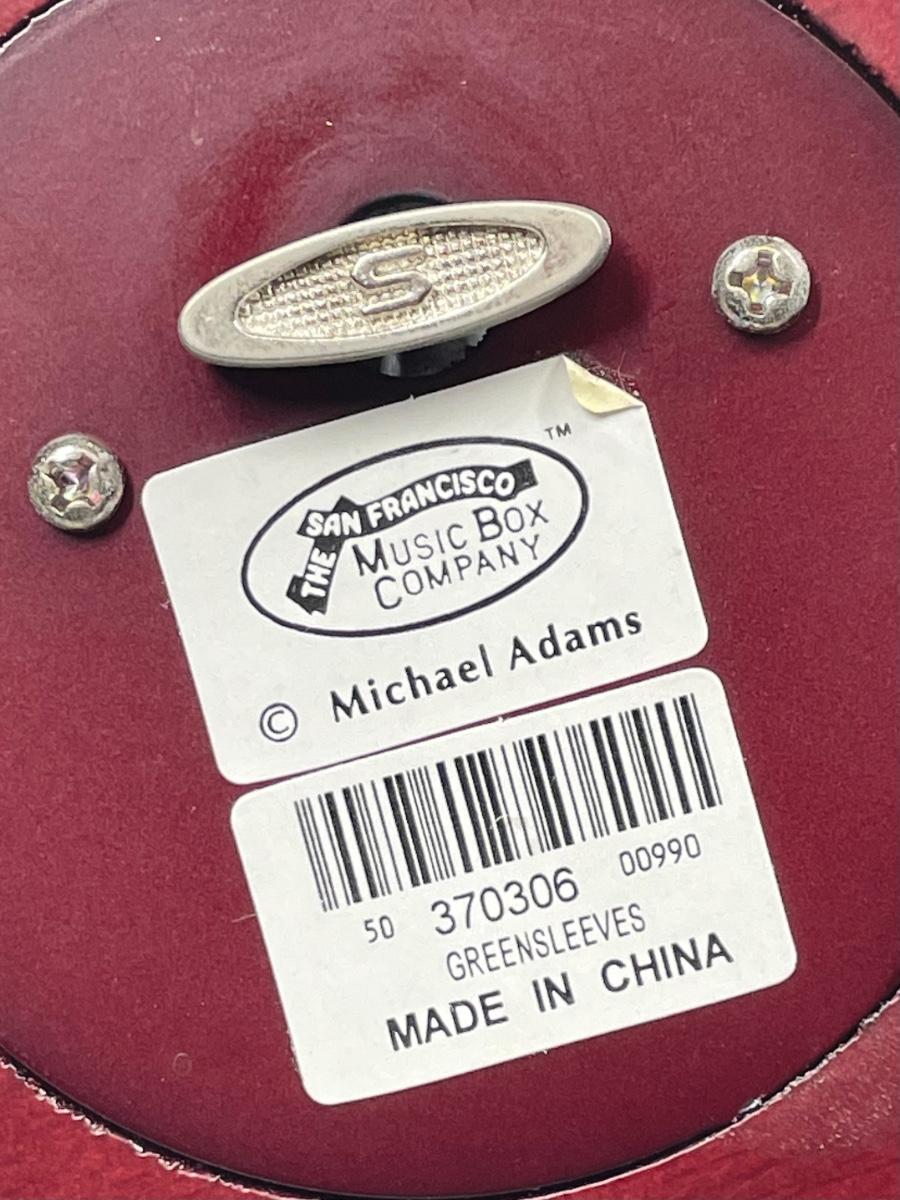 S
TM
THE SAN FRANCISCO
MUSIC BOX
COMPANY
© Michael Adams
50 370306 00990
GREENSLEEVES
MADE IN CHINA